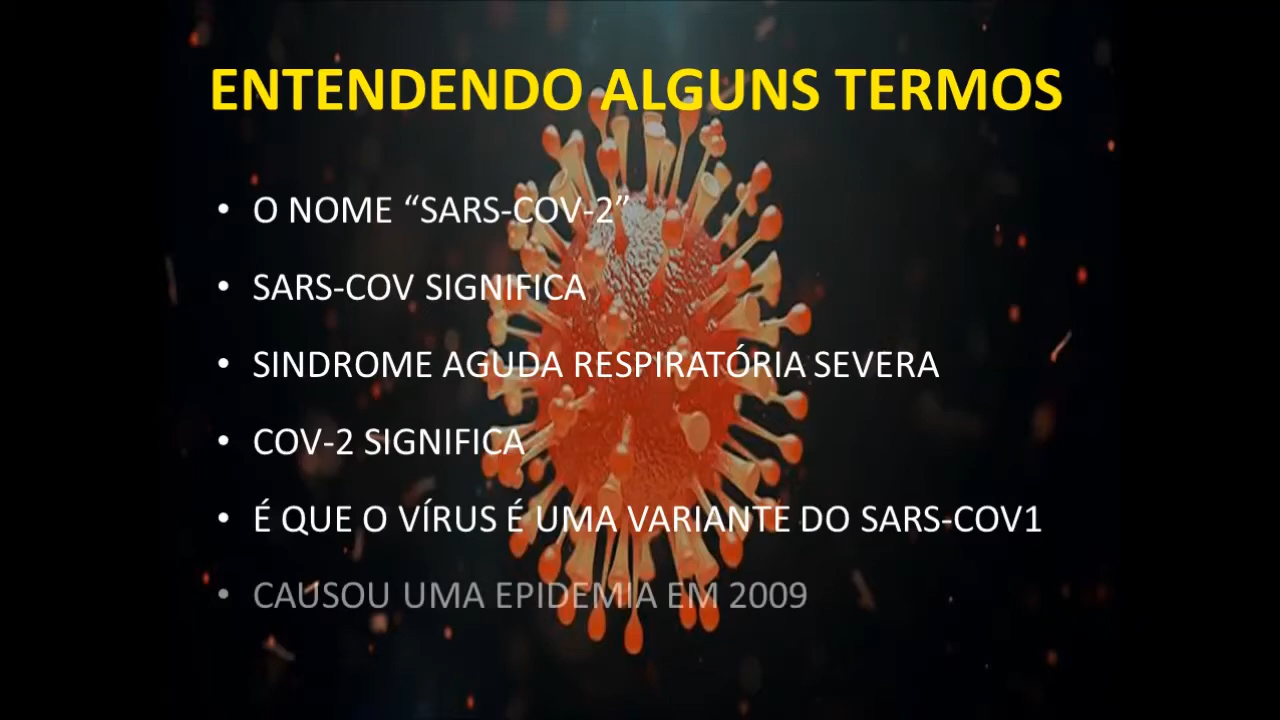 ENTENDENDO ALGUNS TERMOS
• O NOME “SARS-COV-2”
• SARS-COV SIGNIFICA
• SINDROME AGUDA RESPIRATÓRIA SEVERA
• COV-2 SIGNIFICA
• É QUE O VÍRUS É UMA VARIANTE DO SARS-COV1
• CAUSOU UMA EPIDEMIA EM 2009